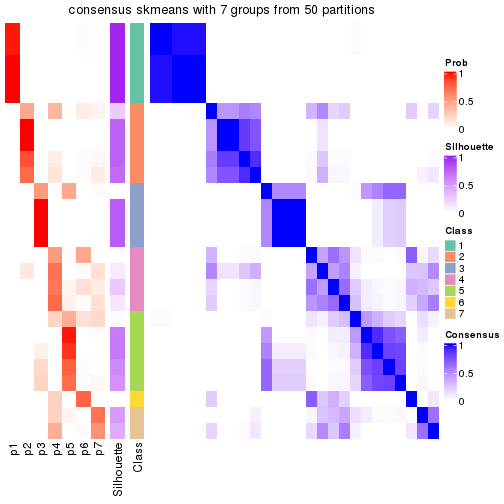 consensus skmeans with 7 groups from 50 partitions
Prob
1
0.5
0
Silhouette
1
0.5
0
Class
1
2
3
4
5
6
7
Consensus
1
0.5
0
p1
p2
p3
p4
p5
p6
p7
Silhouette
Class